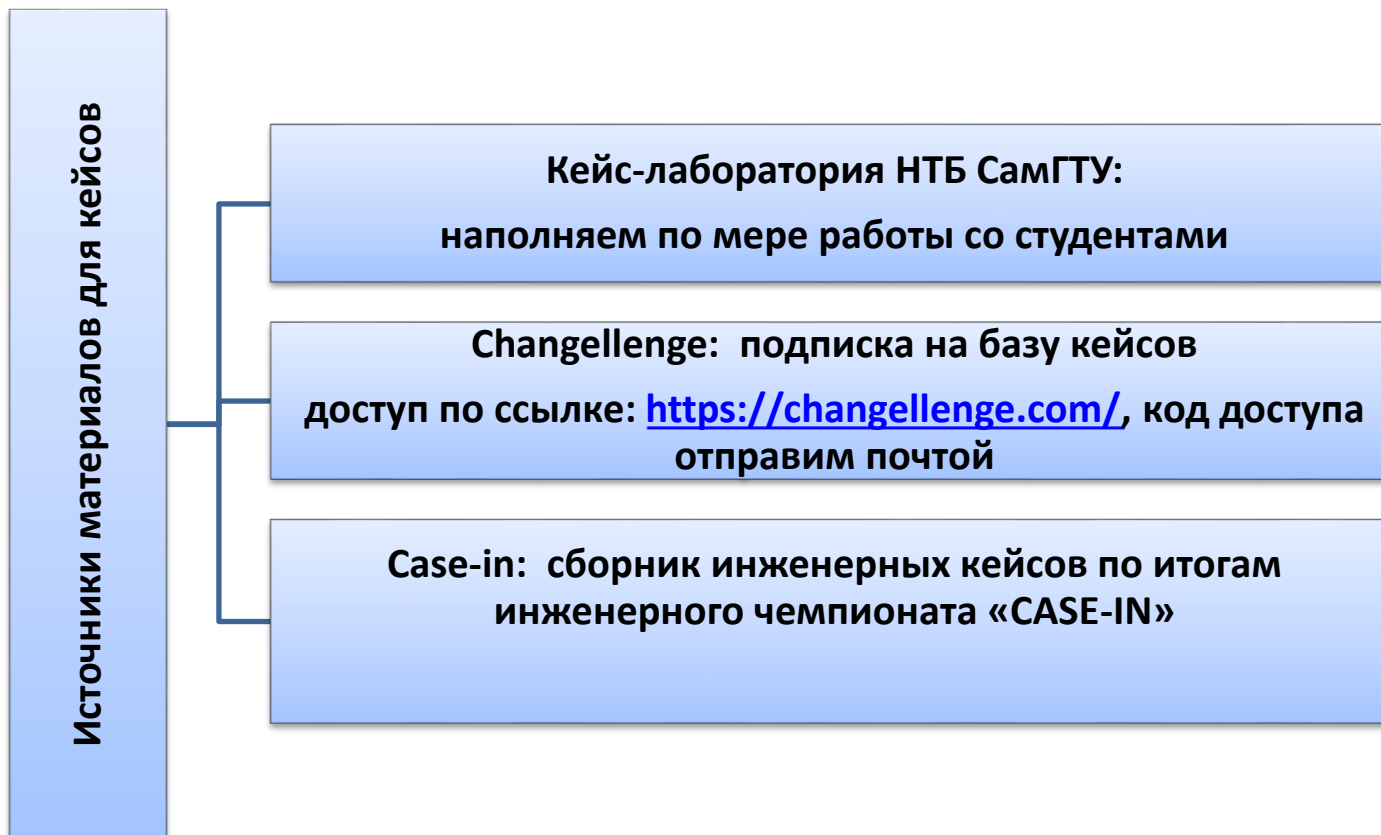 Источники материалов для кейсов
Кейс-лаборатория НТБ СамГТУ:
наполняем по мере работы со студентами
Changellenge:  подписка на базу кейсов
доступ по ссылке: https://changellenge.com/, код доступа
отправим почтой
Case-in:  сборник инженерных кейсов по итогам
инженерного чемпионата «CASE-IN»